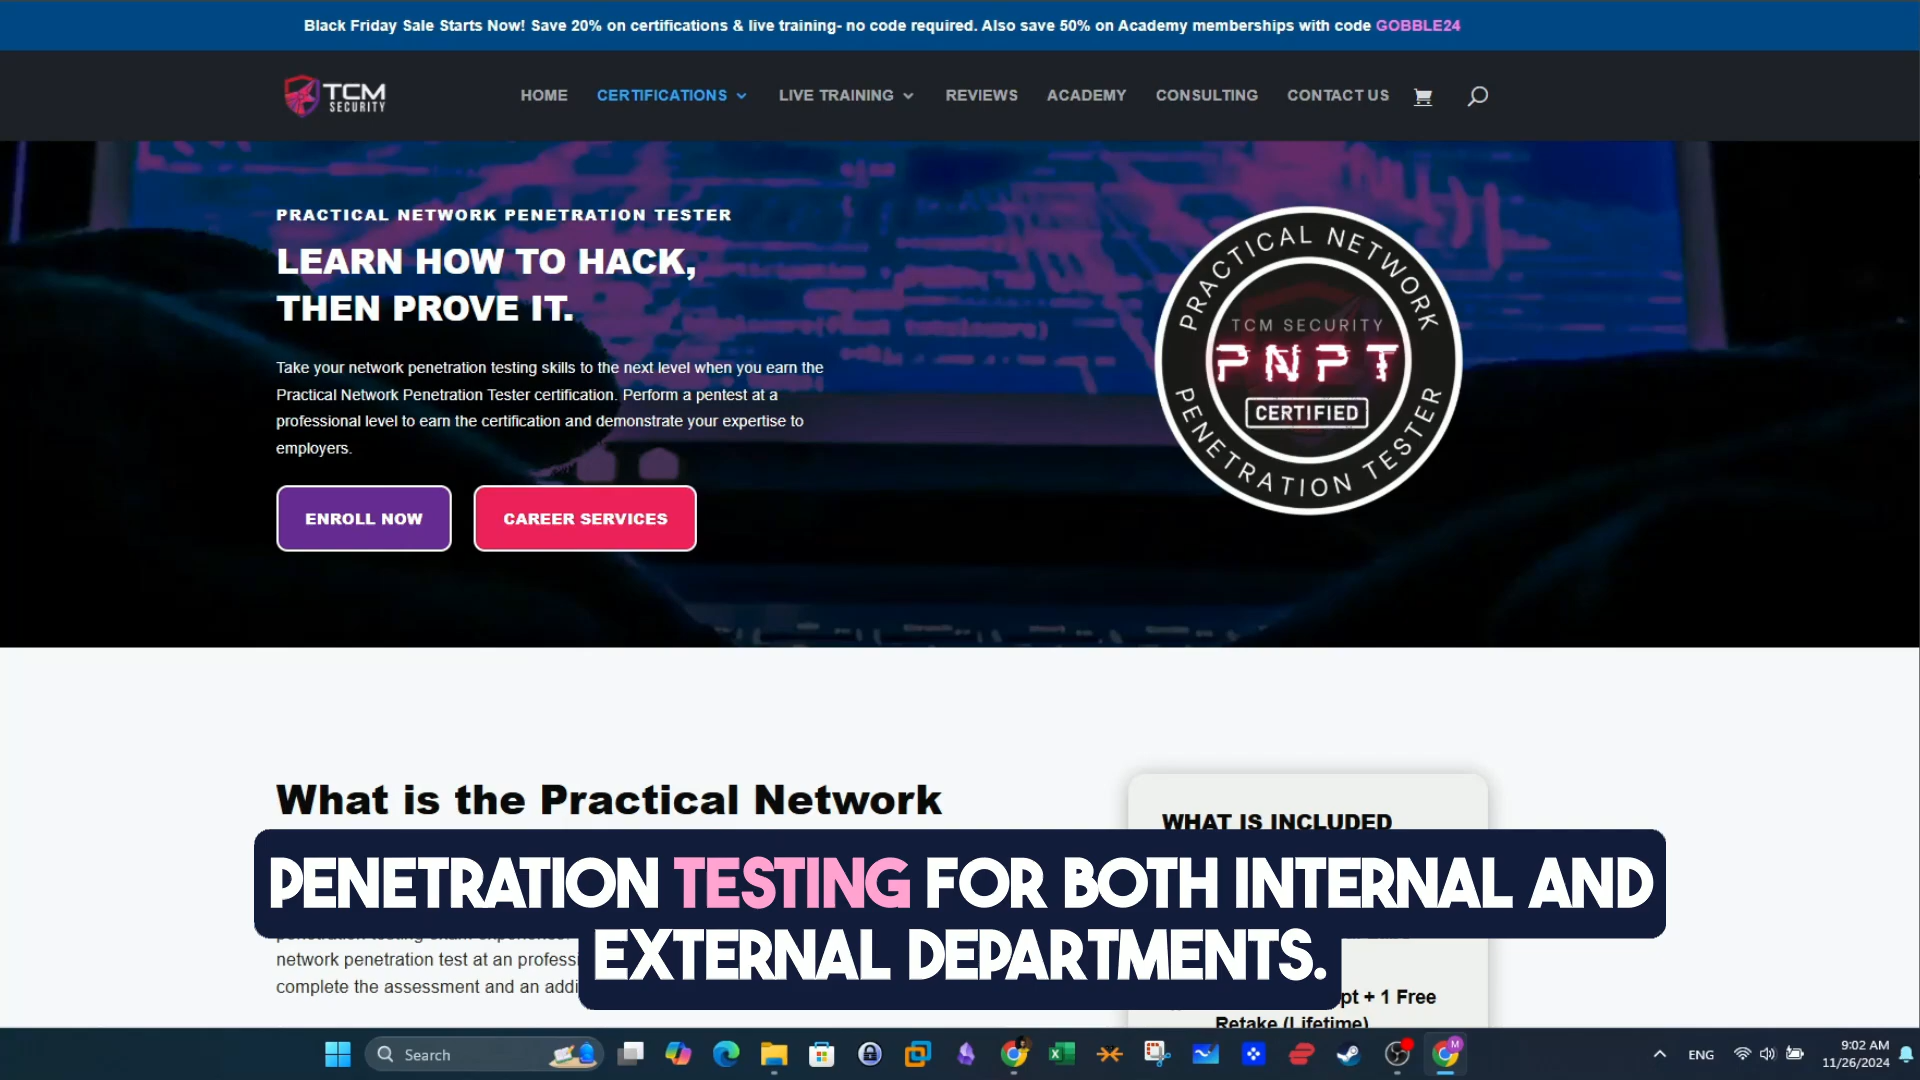 Black Friday Sale Starts Now! Save 20% on certifications & live training- no code required. Also save 50% on Academy memberships with code GOBBLE24
TCM SECURITY
HOME CERTIFICATIONS LIVE TRAINING REVIEWS ACADEMY CONSULTING CONTACT US
PRACTICAL NETWORK PENETRATION TESTER
LEARN HOW TO HACK,
THEN PROVE IT.
Take your network penetration testing skills to the next level when you earn the
Practical Network Penetration Tester certification. Perform a pentest at a
professional level to earn the certification and demonstrate your expertise to
employers.
ENROLL NOW CAREER SERVICES
PRACTICAL NETWORK
TCM SECURITY
PNPT
CERTIFIED
PENETRATION TESTER
What is the Practical Network
WHAT IS INCLUDED
PENETRATION TESTING FOR BOTH INTERNAL AND
EXTERNAL DEPARTMENTS.
network penetration test at an
complete the assessment and an
+ 1 Free
Retake (Lifetime)
Search
ENG
9:02 AM
11/26/2024